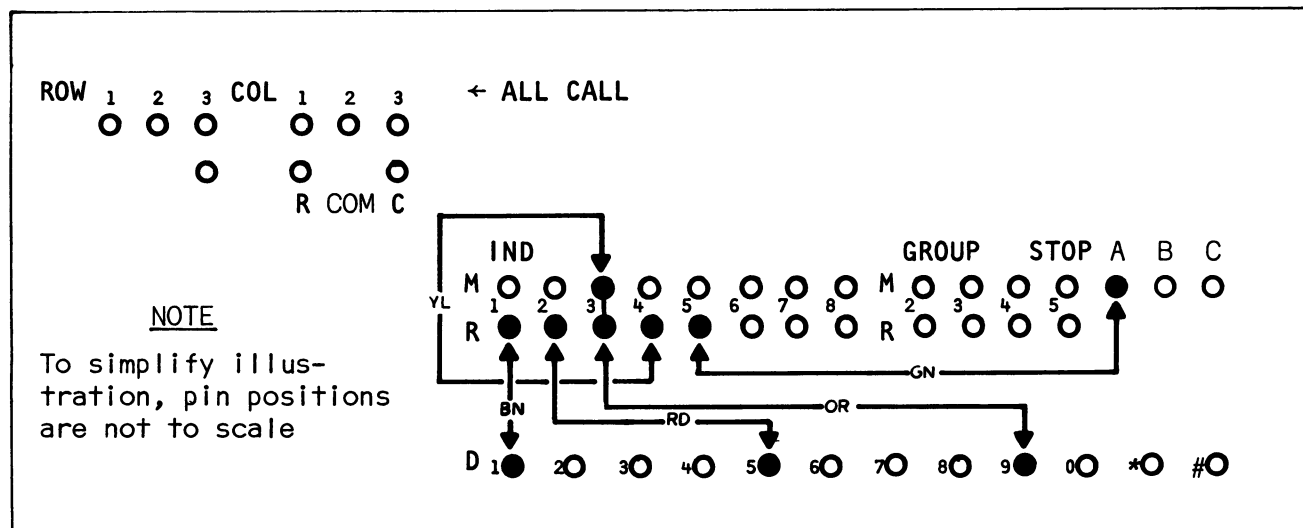 ROW 1 2 3 COL 1 2 3 ← ALL CALL
R COM C
IND GROUP STOP A B C
M M
YL 1 2 3 4 5 6 7 8 2 3 4 5
R R
NOTE
To simplify illus-
tration, pin positions
are not to scale
GN
BN OR
RD
D 1 2 3 4 5 6 7 8 9 0 * #